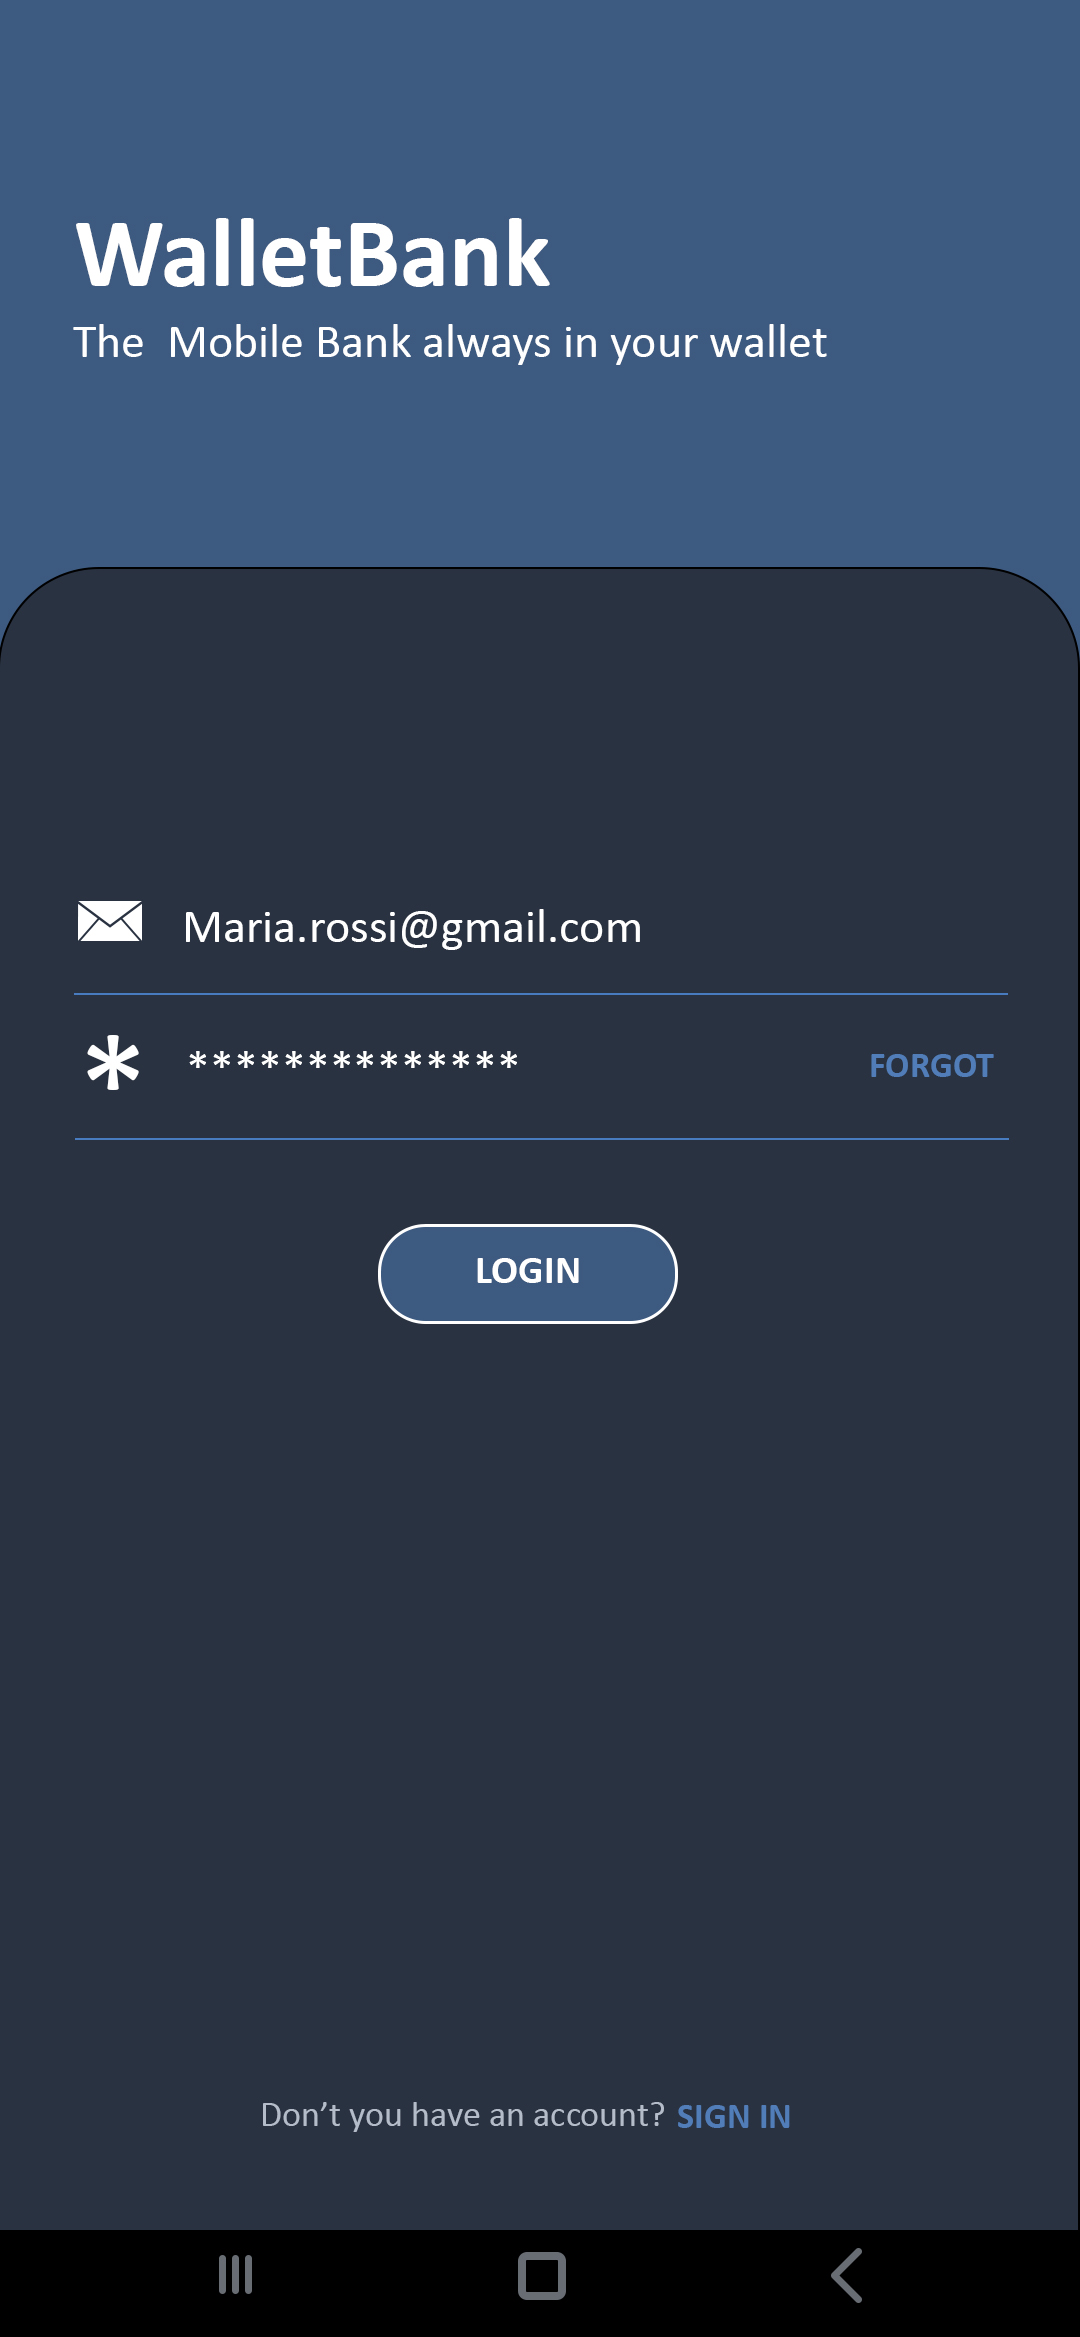 WalletBank
The  Mobile Bank always in your wallet
Maria.rossi@gmail.com
************** FORGOT
LOGIN
Don’t you have an account? SIGN IN